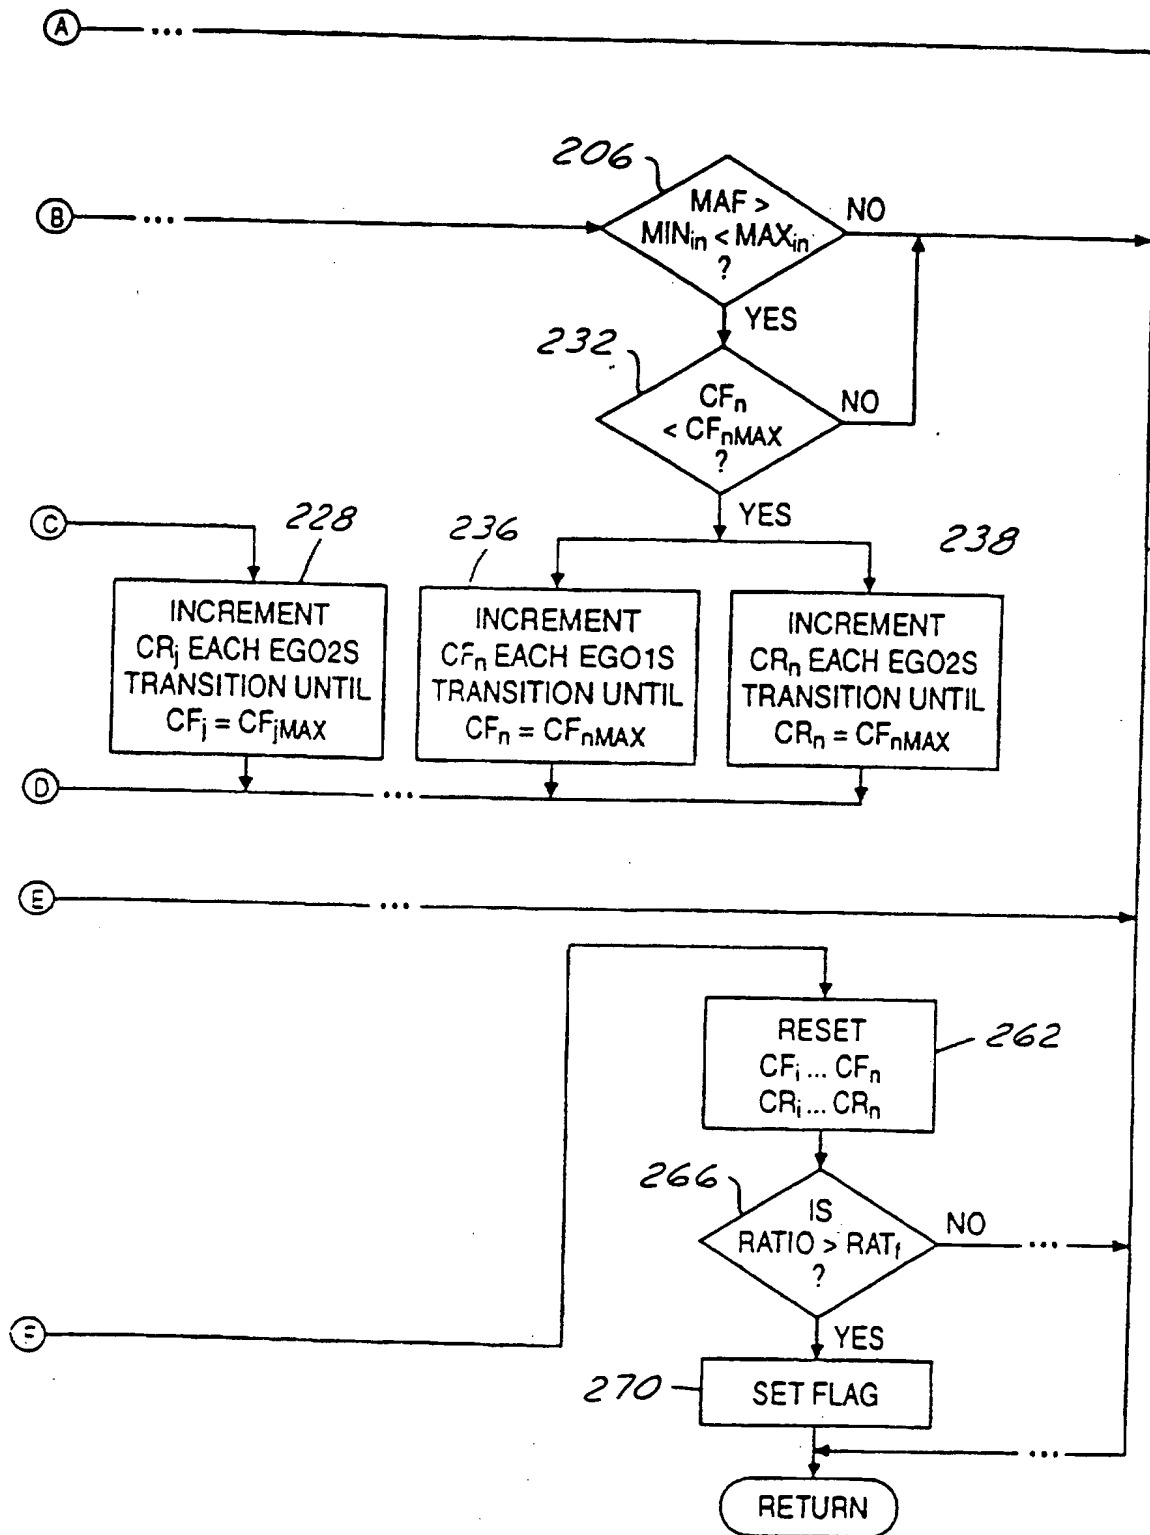 A ...
206
MAF >
MINin < MAXin
?
NO
B ...
YES
232
CFn
< CFnMAX
?
NO
YES
C
228
236
238
INCREMENT
CRj EACH EGO2S
TRANSITION UNTIL
CFj = CFjMAX
INCREMENT
CFn EACH EGO1S
TRANSITION UNTIL
CFn = CFnMAX
INCREMENT
CRn EACH EGO2S
TRANSITION UNTIL
CRn = CFnMAX
D ...
E ...
RESET
CFi ... CFn
CRi ... CRn
262
266
IS
RATIO > RATf
?
NO ...
F
YES
270
SET FLAG
...
RETURN